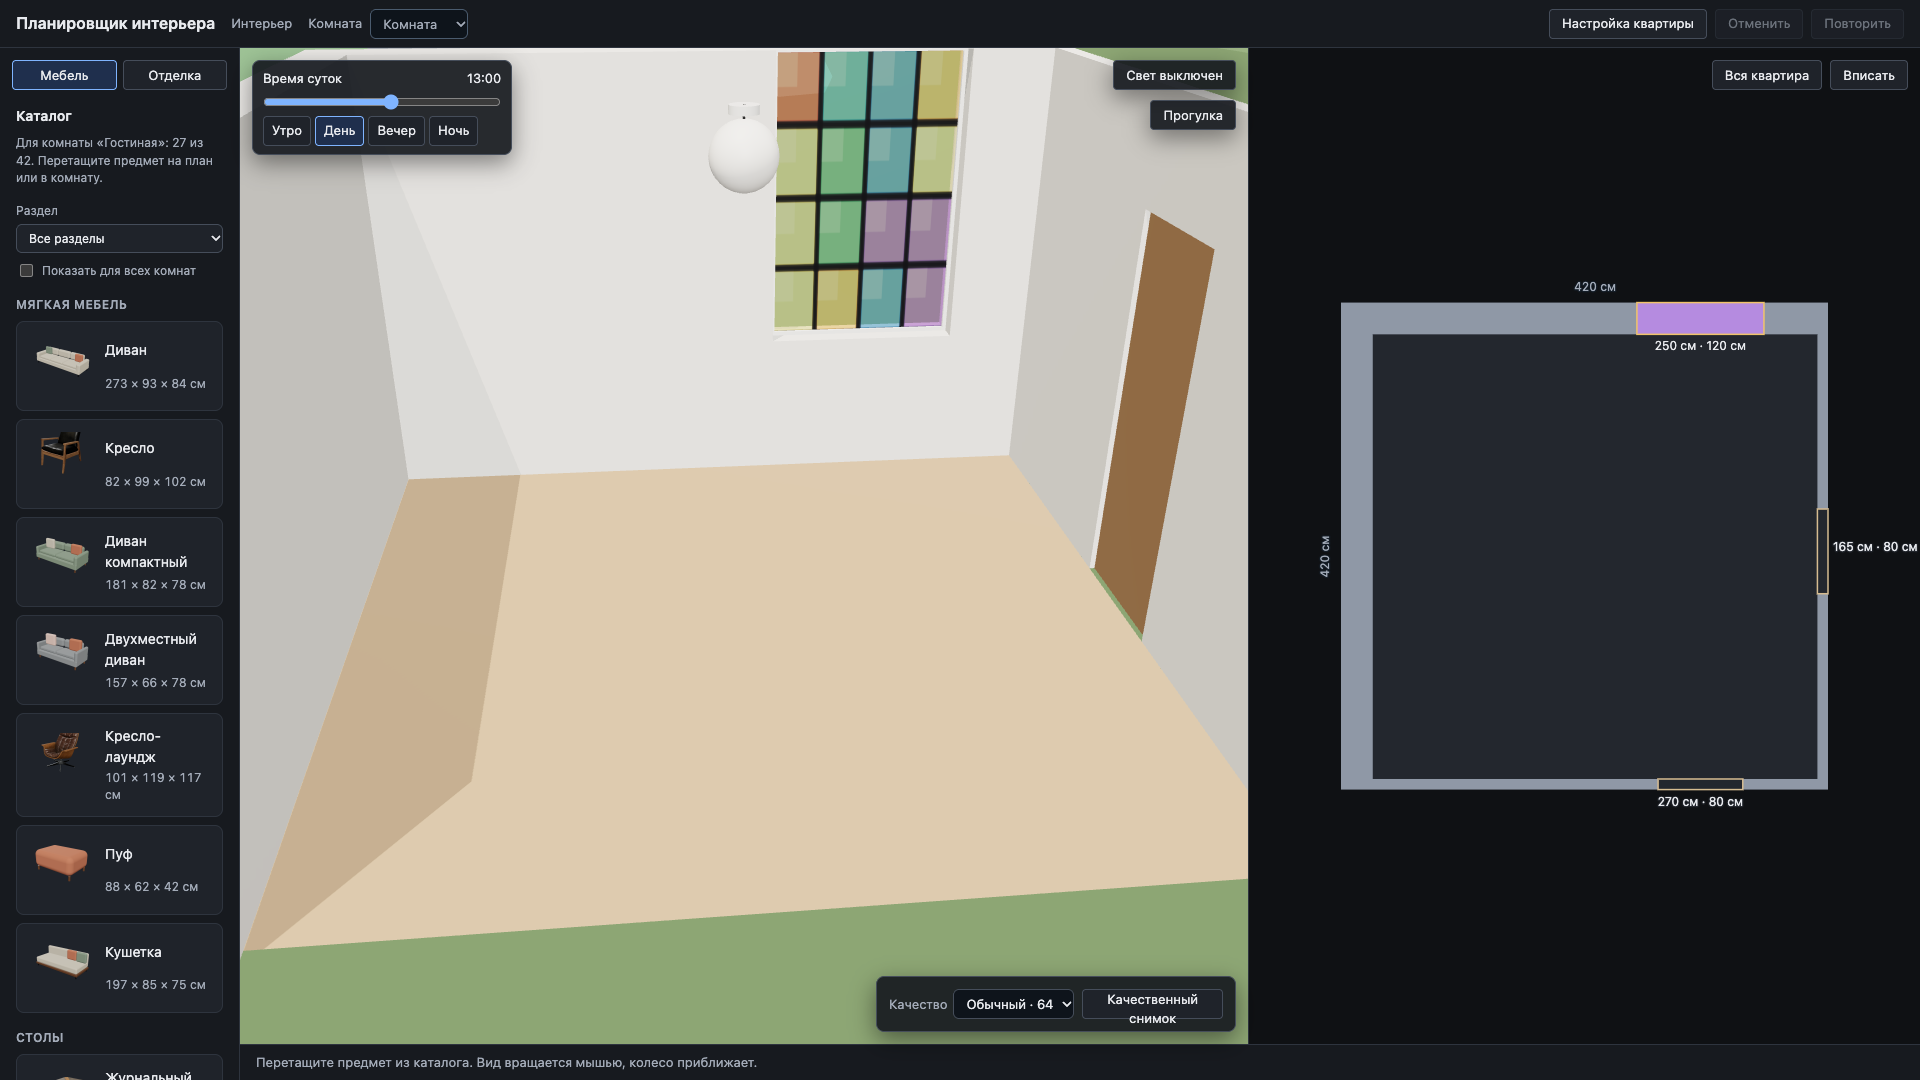 Планировщик интерьера
Интерьер
Комната
Комната
Настройка квартиры
Отменить
Повторить
Мебель
Отделка
Каталог
Для комнаты «Гостиная»: 27 из
42. Перетащите предмет на план
или в комнату.
Раздел
Все разделы
Показать для всех комнат
МЯГКАЯ МЕБЕЛЬ
Диван
273 × 93 × 84 см
Кресло
82 × 99 × 102 см
Диван
компактный
181 × 82 × 78 см
Двухместный
диван
157 × 66 × 78 см
Кресло-
лаундж
101 × 119 × 117
см
Пуф
88 × 62 × 42 см
Кушетка
197 × 85 × 75 см
СТОЛЫ
Журнальный
Время суток
13:00
Утро
День
Вечер
Ночь
Свет выключен
Прогулка
Качество
Обычный · 64
Качественный
снимок
Перетащите предмет из каталога. Вид вращается мышью, колесо приближает.
Вся квартира
Вписать
420 см
250 см · 120 см
420 см
165 см · 80 см
270 см · 80 см